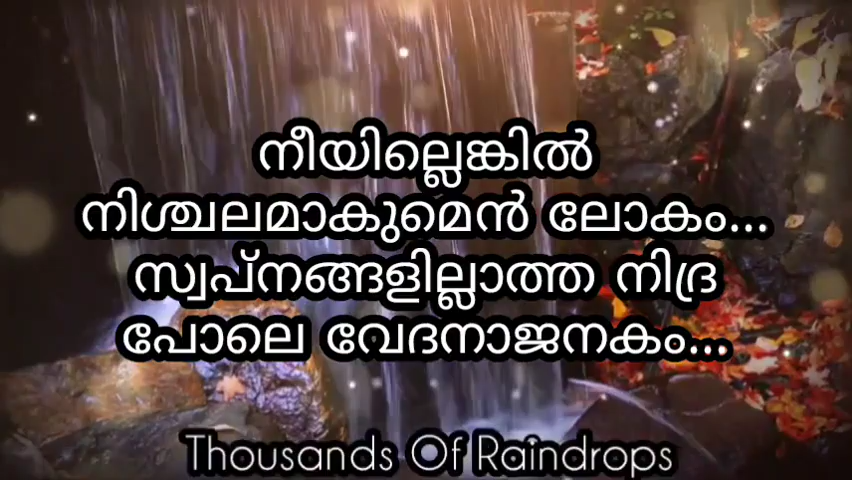 നീയില്ലെങ്കിൽ
നിശ്ചലമാകുമെൻ ലോകം...
സ്വപ്നങ്ങളില്ലാത്ത നിദ്ര
പോലെ വേദനാജനകം...
Thousands Of Raindrops